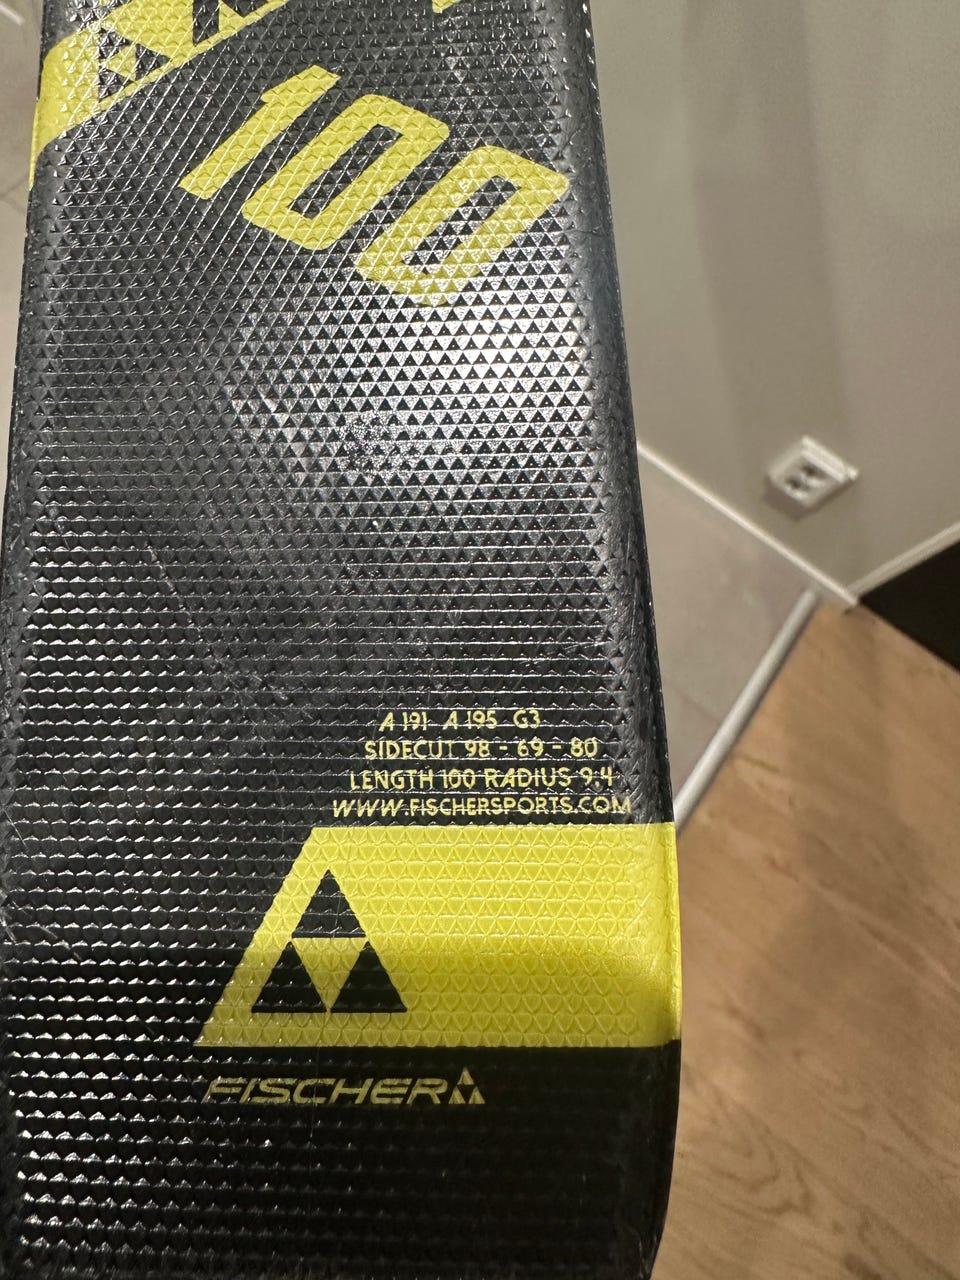 100
A 191 A 195 G3
SIDECUT 98 - 69 - 80
LENGTH 100 RADIUS 9.4
WWW.FISCHERSPORTS.COM
FISCHER